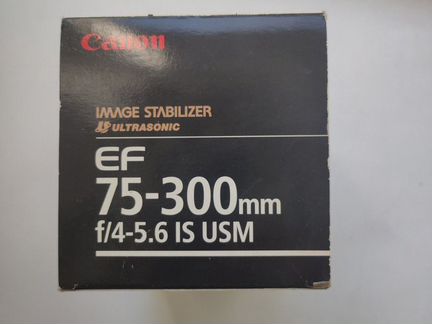 Canon
IMAGE STABILIZER
ULTRASONIC
EF
75-300mm
f/4-5.6 IS USM